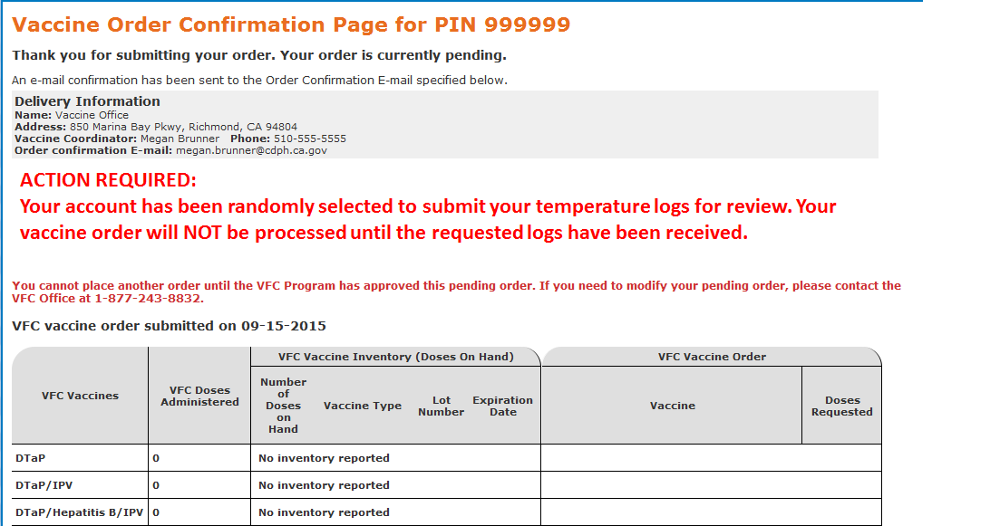 Vaccine Order Confirmation Page for PIN 999999
Thank you for submitting your order. Your order is currently pending.
An e-mail confirmation has been sent to the Order Confirmation E-mail specified below.
Delivery Information
Name: Vaccine Office
Address: 850 Marina Bay Pkwy, Richmond, CA 94804
Vaccine Coordinator: Megan Brunner Phone: 510-555-5555
Order confirmation E-mail: megan.brunner@cdph.ca.gov
ACTION REQUIRED:
Your account has been randomly selected to submit your temperature logs for review. Your
vaccine order will NOT be processed until the requested logs have been received.
You cannot place another order until the VFC Program has approved this pending order. If you need to modify your pending order, please contact the
VFC Office at 1-877-243-8832.
VFC vaccine order submitted on 09-15-2015
VFC Vaccines
VFC Doses
Administered
VFC Vaccine Inventory (Doses On Hand)
Number
of
Doses
on
Hand
Vaccine Type
Lot
Number
Expiration
Date
VFC Vaccine Order
Vaccine
Doses
Requested
DTaP 0 No inventory reported
DTaP/IPV 0 No inventory reported
DTaP/Hepatitis B/IPV 0 No inventory reported